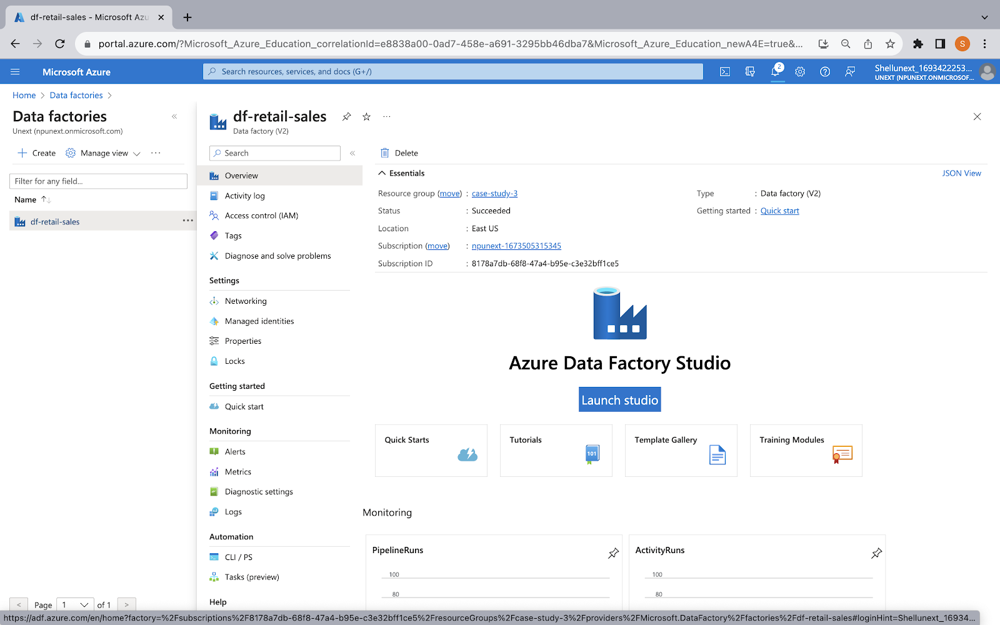 df-retail-sales - Microsoft Azu
portal.azure.com/?Microsoft_Azure_Education_correlationId=e8838a00-0ad7-458e-a691-3295bb46dba7&Microsoft_Azure_Education_newA4E=true&...
S
Microsoft Azure
Search resources, services, and docs (G+/)
2
Shellunext_1693422253...
UNEXT (NPUNEXT.ONMICROSOF...
Home > Data factories >
Data factories
Unext (npunext.onmicrosoft.com)
Create
Manage view
Filter for any field...
Name
df-retail-sales
Page 1 of 1
df-retail-sales
Data factory (V2)
Search
Overview
Activity log
Access control (IAM)
Tags
Diagnose and solve problems
Settings
Networking
Managed identities
Properties
Locks
Getting started
Quick start
Monitoring
Alerts
Metrics
Diagnostic settings
Logs
Automation
CLI / PS
Tasks (preview)
Help
Delete
Essentials
JSON View
Resource group (move) : case-study-3
Status : Succeeded
Location : East US
Subscription (move) : npunext-1673505315345
Subscription ID : 8178a7db-68f8-47a4-b95e-c3e32bff1ce5
Type : Data factory (V2)
Getting started : Quick start
Azure Data Factory Studio
Launch studio
Quick Starts
Tutorials
101
Template Gallery
Training Modules
Monitoring
PipelineRuns
100
80
ActivityRuns
100
80
https://adf.azure.com/en/home?factory=%2Fsubscriptions%2F8178a7db-68f8-47a4-b95e-c3e32bff1ce5%2FresourceGroups%2Fcase-study-3%2Fproviders%2FMicrosoft.DataFactory%2Ffactories%2Fdf-retail-sales#loginHint=Shellunext_16934...